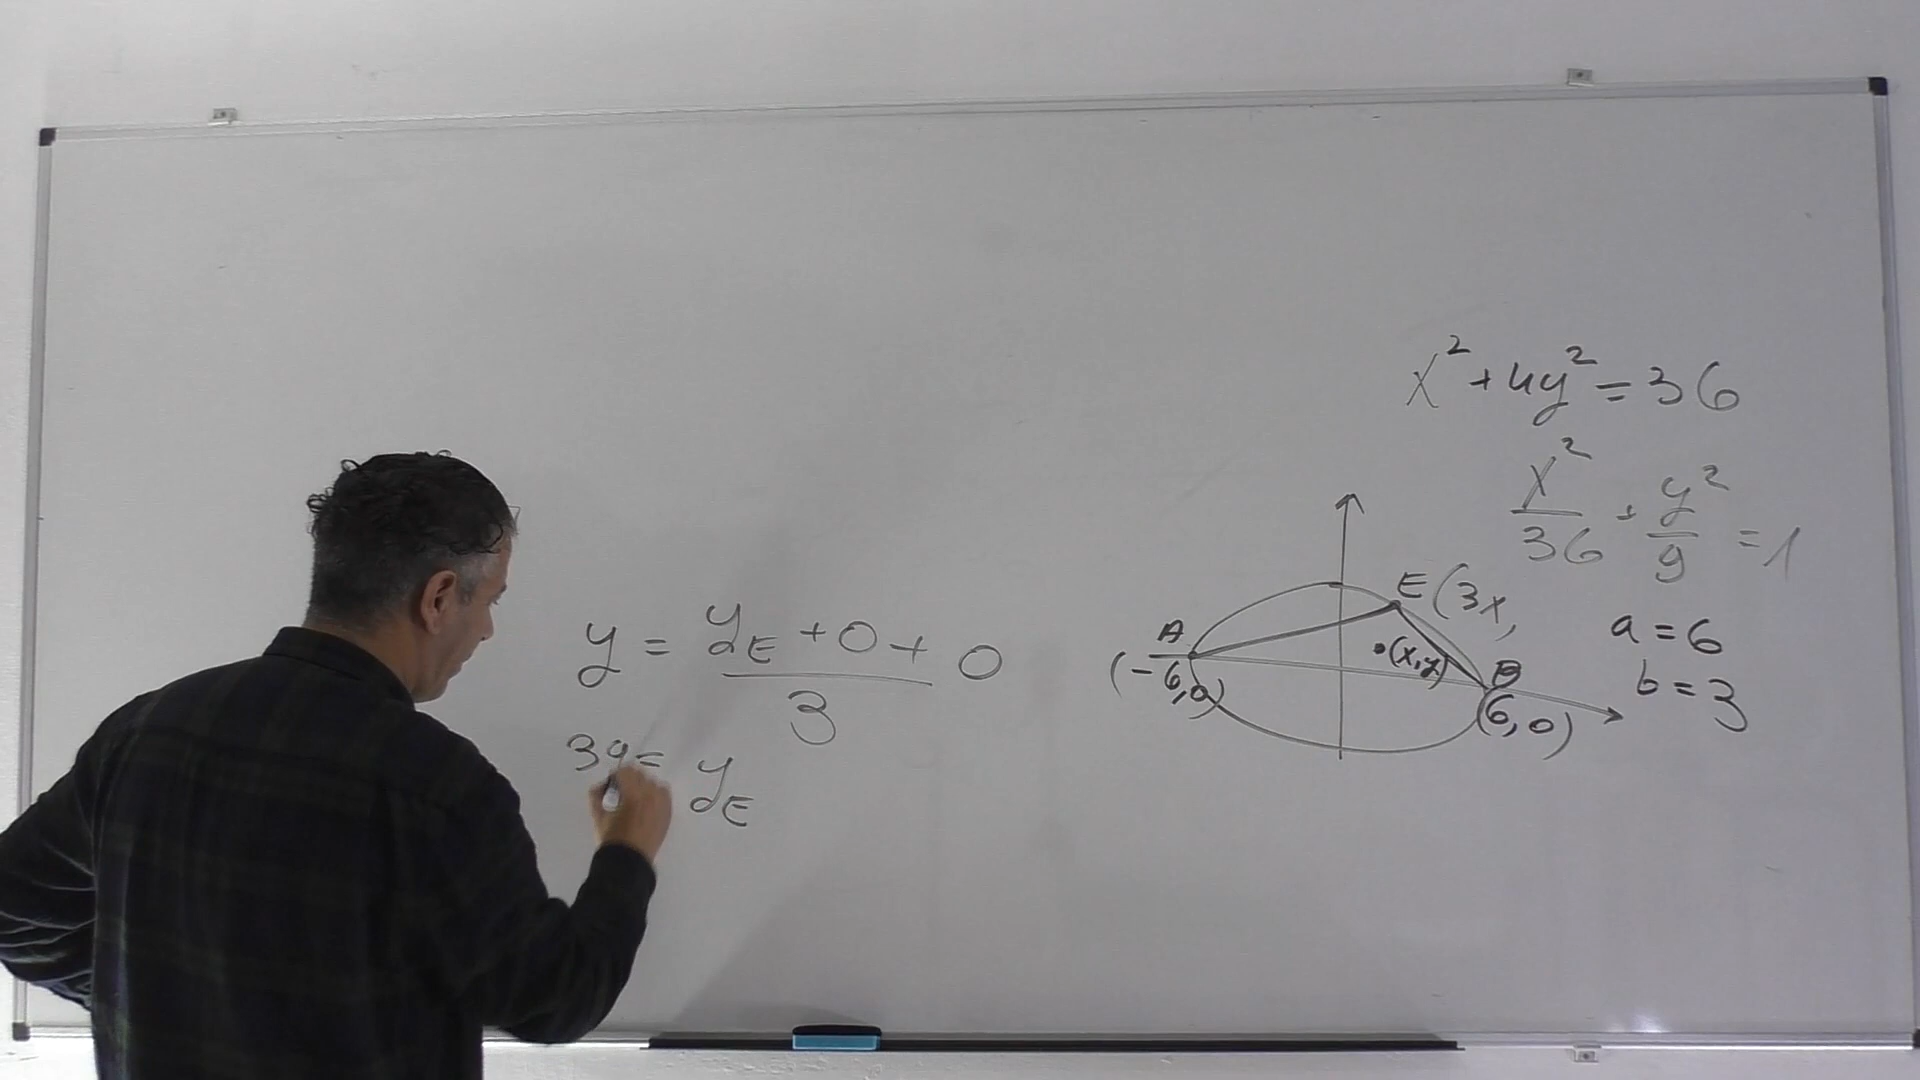 x² + 4y² = 36
x²/36 + y²/9 = 1
a = 6
b = 3
E (3x,
A
(-6,0)
•(x,y)
B
(6,0)
y = (y_E + 0 + 0)/3
3y = y_E